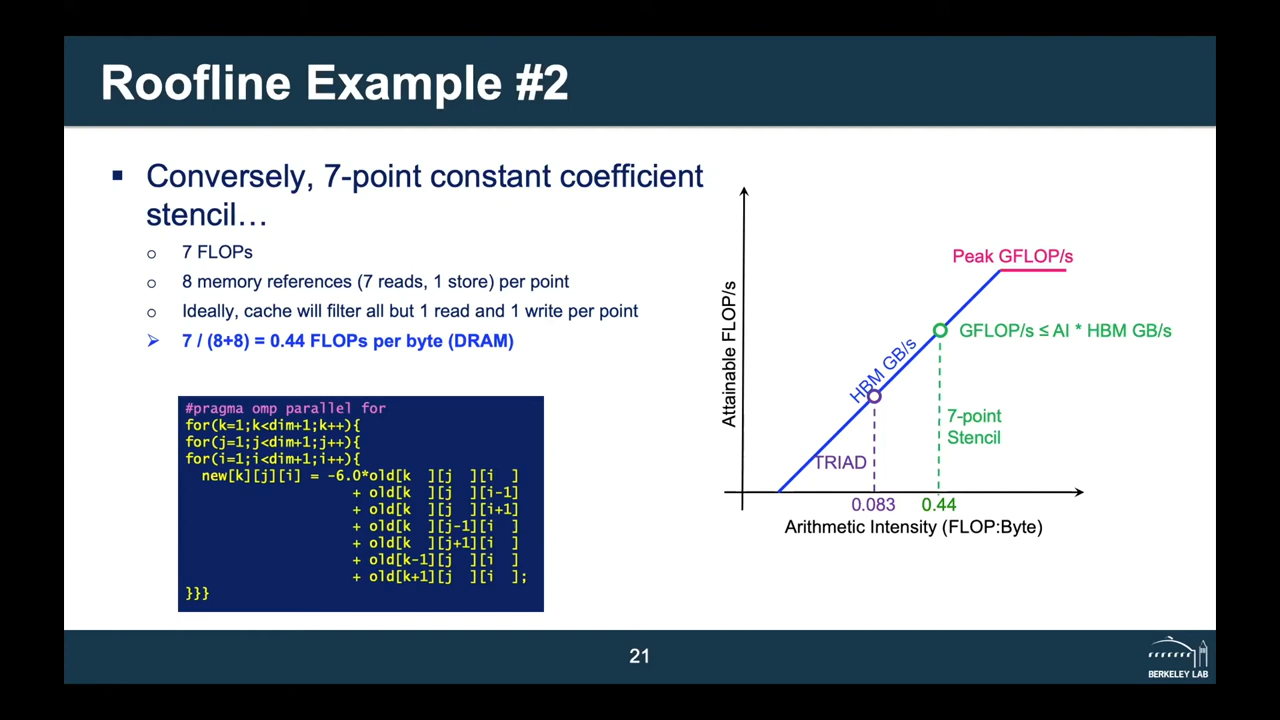 Roofline Example #2
▪ Conversely, 7-point constant coefficient
stencil…
o 7 FLOPs
o 8 memory references (7 reads, 1 store) per point
o Ideally, cache will filter all but 1 read and 1 write per point
➢ 7 / (8+8) = 0.44 FLOPs per byte (DRAM)
#pragma omp parallel for
for(k=1;k<dim+1;k++){
for(j=1;j<dim+1;j++){
for(i=1;i<dim+1;i++){
  new[k][j][i] = -6.0*old[k  ][j  ][i  ]
                    + old[k  ][j  ][i-1]
                    + old[k  ][j  ][i+1]
                    + old[k  ][j-1][i  ]
                    + old[k  ][j+1][i  ]
                    + old[k-1][j  ][i  ]
                    + old[k+1][j  ][i  ];
}}}
Attainable FLOP/s
Peak GFLOP/s
GFLOP/s ≤ AI * HBM GB/s
HBM GB/s
7-point
Stencil
TRIAD
0.083
0.44
Arithmetic Intensity (FLOP:Byte)
21
BERKELEY LAB